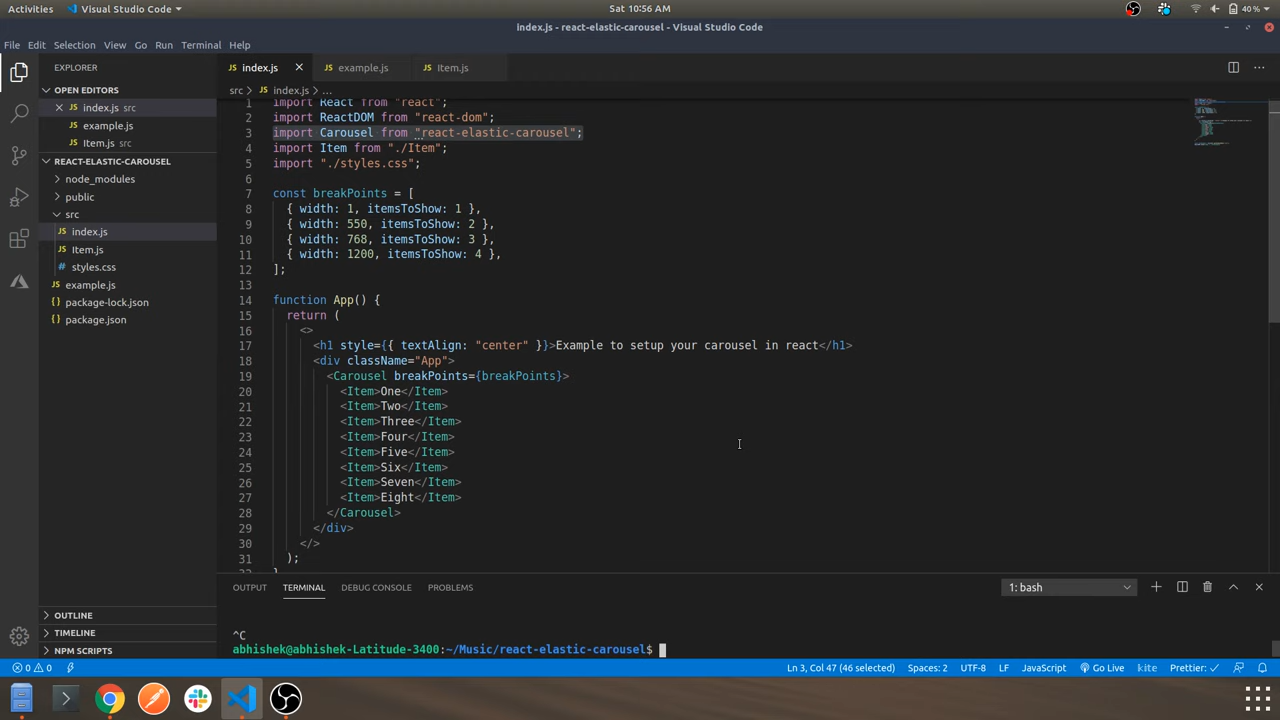 Activities
Visual Studio Code
Sat 10:56 AM
40 %
index.js - react-elastic-carousel - Visual Studio Code
File Edit Selection View Go Run Terminal Help
EXPLORER
OPEN EDITORS
index.js src
example.js
Item.js src
REACT-ELASTIC-CAROUSEL
node_modules
public
src
index.js
Item.js
styles.css
example.js
package-lock.json
package.json
OUTLINE
TIMELINE
NPM SCRIPTS
index.js
example.js
Item.js
src > index.js > ...
1 import React from "react";
2 import ReactDOM from "react-dom";
3 import Carousel from "react-elastic-carousel";
4 import Item from "./Item";
5 import "./styles.css";
6
7 const breakPoints = [
8 { width: 1, itemsToShow: 1 },
9 { width: 550, itemsToShow: 2 },
10 { width: 768, itemsToShow: 3 },
11 { width: 1200, itemsToShow: 4 },
12 ];
13
14 function App() {
15 return (
16 <>
17 <h1 style={{ textAlign: "center" }}>Example to setup your carousel in react</h1>
18 <div className="App">
19 <Carousel breakPoints={breakPoints}>
20 <Item>One</Item>
21 <Item>Two</Item>
22 <Item>Three</Item>
23 <Item>Four</Item>
24 <Item>Five</Item>
25 <Item>Six</Item>
26 <Item>Seven</Item>
27 <Item>Eight</Item>
28 </Carousel>
29 </div>
30 </>
31 );
OUTPUT TERMINAL DEBUG CONSOLE PROBLEMS
1: bash
^C
abhishek@abhishek-Latitude-3400:~/Music/react-elastic-carousel$
0 0
Ln 3, Col 47 (46 selected)
Spaces: 2
UTF-8
LF
JavaScript
Go Live
kite
Prettier: ✓